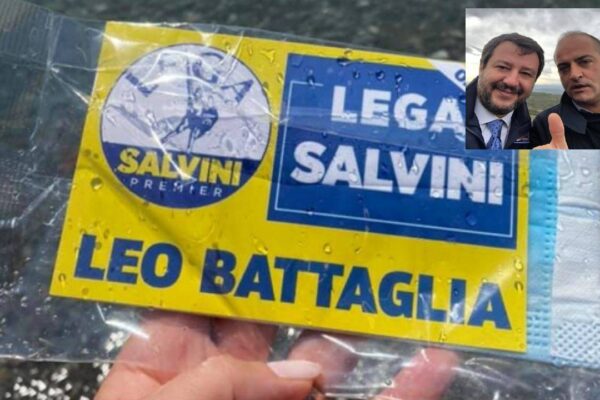 LEGA
SALVINI
PREMIER
LEGA
SALVINI
LEO BATTAGLIA